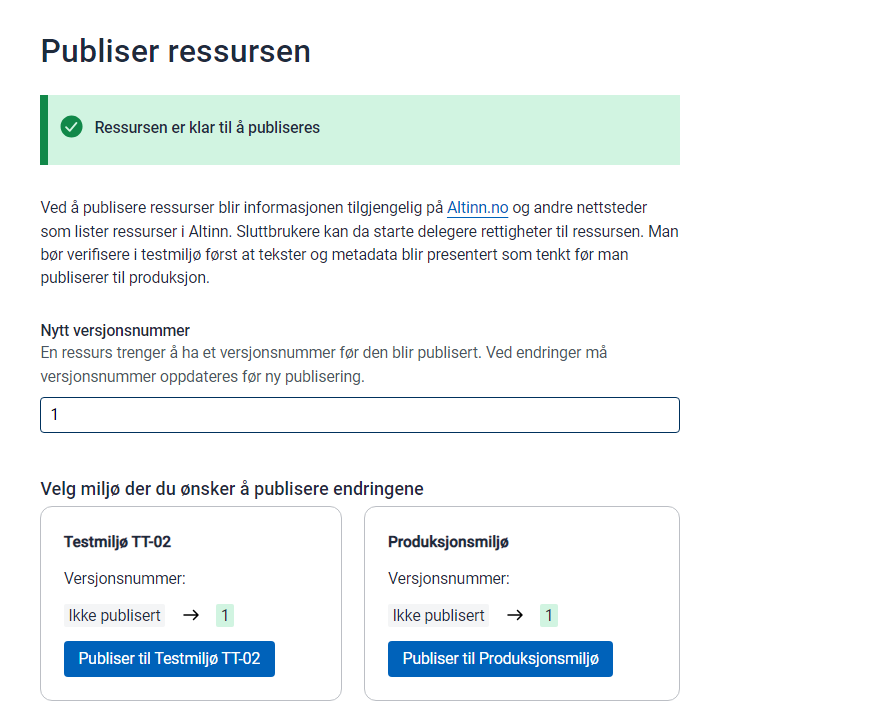 Publiser ressursen
Ressursen er klar til å publiseres
Ved å publisere ressurser blir informasjonen tilgjengelig på Altinn.no og andre nettsteder
som lister ressurser i Altinn. Sluttbrukere kan da starte delegere rettigheter til ressursen. Man
bør verifisere i testmiljø først at tekster og metadata blir presentert som tenkt før man
publiserer til produksjon.
Nytt versjonsnummer
En ressurs trenger å ha et versjonsnummer før den blir publisert. Ved endringer må
versjonsnummer oppdateres før ny publisering.
1
Velg miljø der du ønsker å publisere endringene
Testmiljø TT-02
Versjonsnummer:
Ikke publisert → 1
Publiser til Testmiljø TT-02
Produksjonsmiljø
Versjonsnummer:
Ikke publisert → 1
Publiser til Produksjonsmiljø